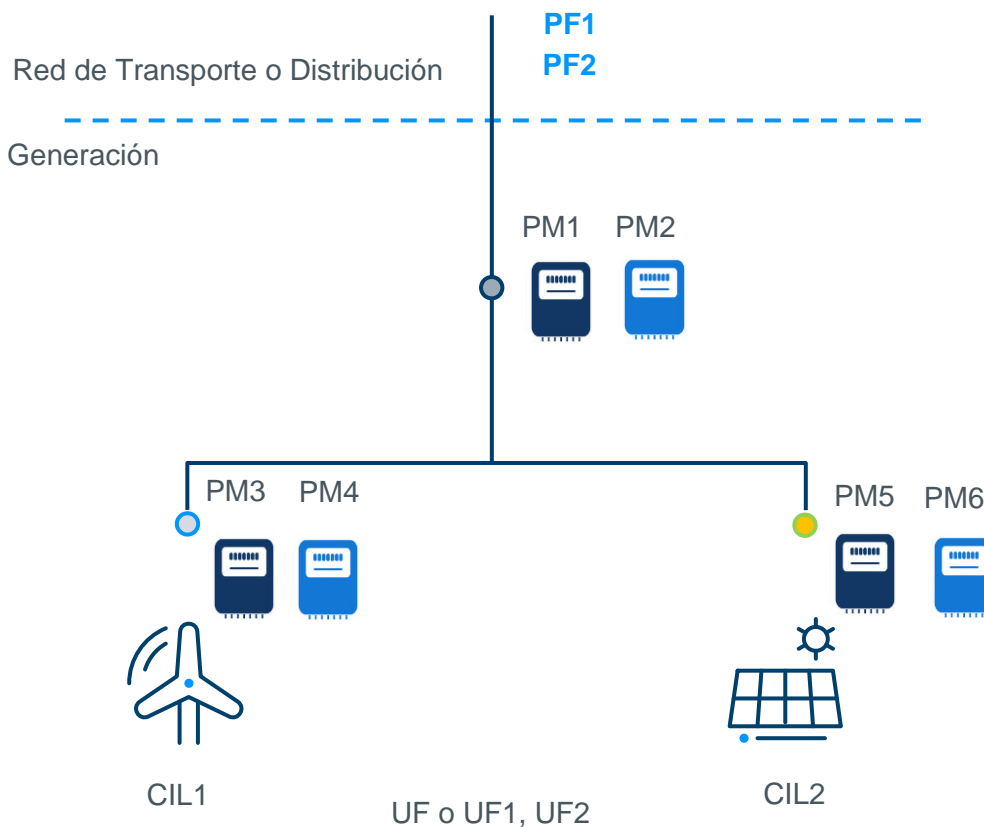 PF1
PF2
Red de Transporte o Distribución
Generación
PM1 PM2
PM3 PM4
PM5 PM6
CIL1
CIL2
UF o UF1, UF2